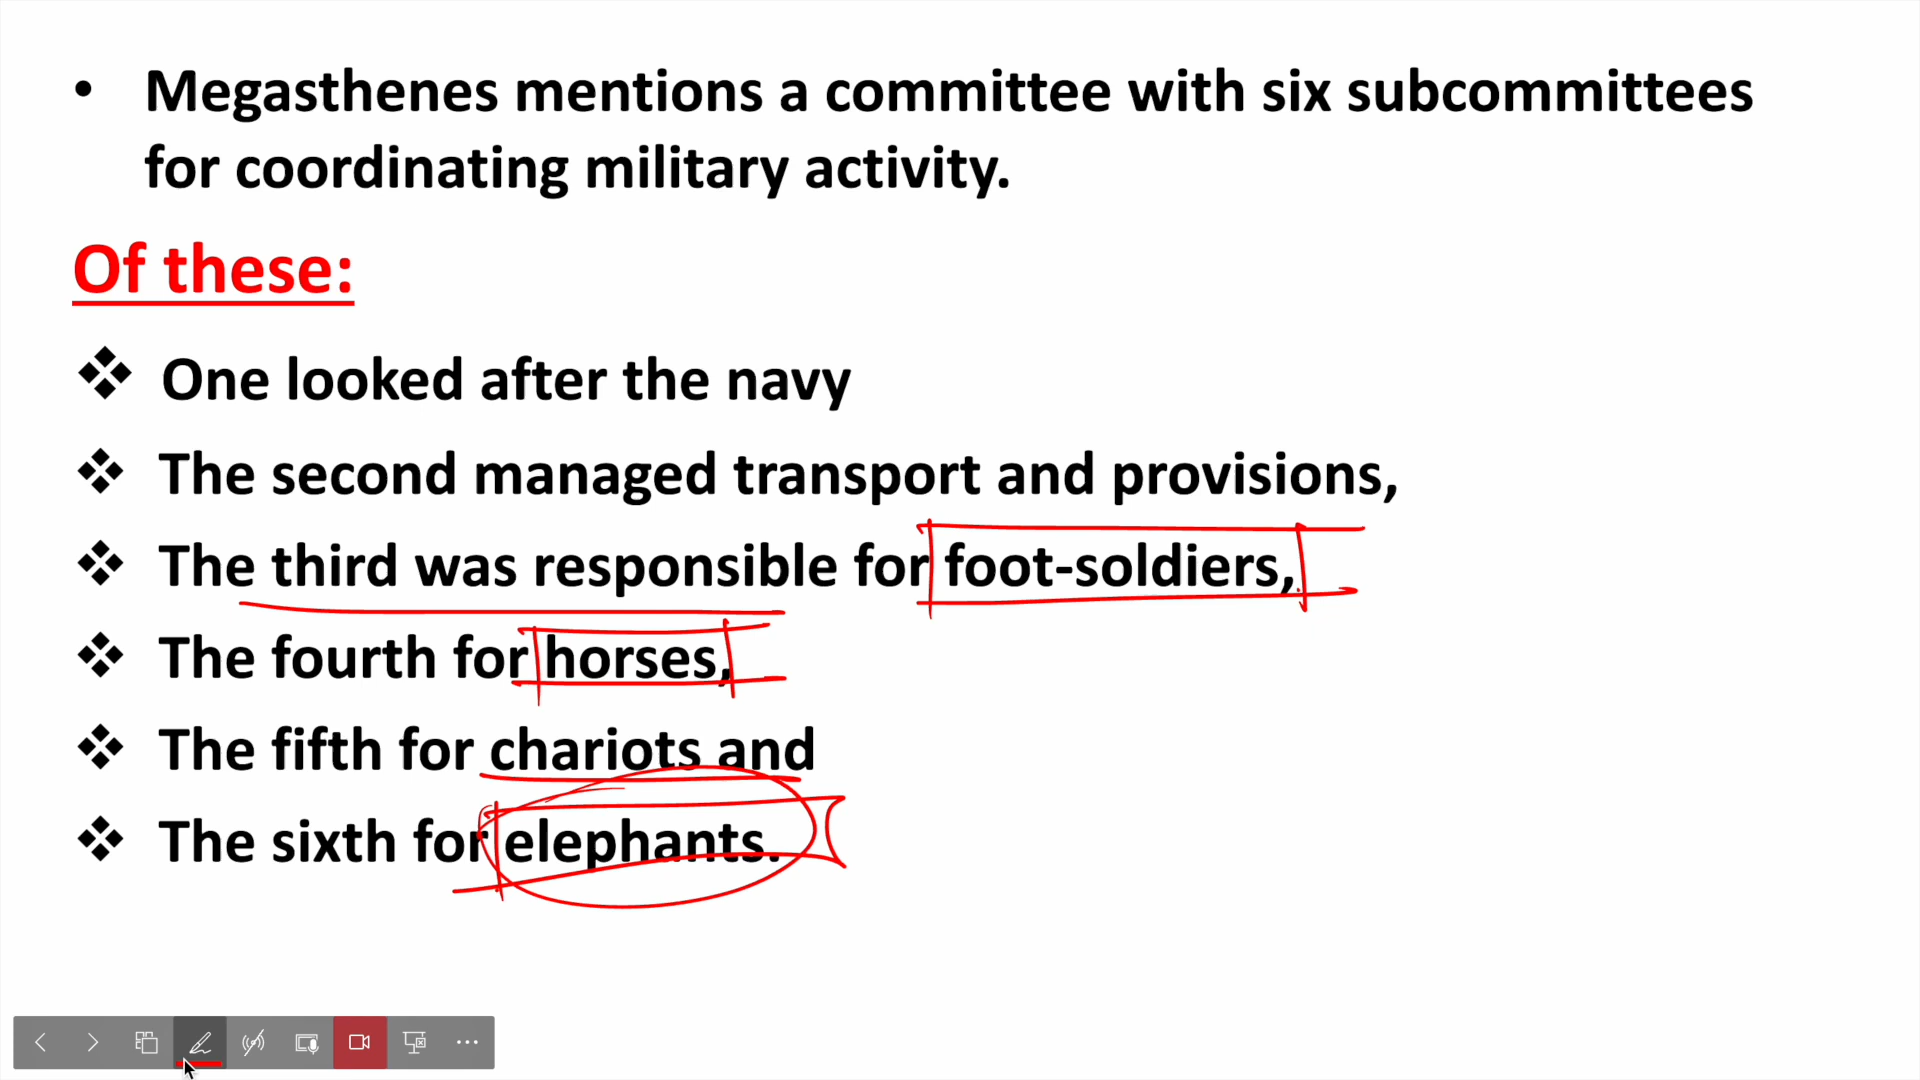 • Megasthenes mentions a committee with six subcommittees
for coordinating military activity.
Of these:
❖ One looked after the navy
❖ The second managed transport and provisions,
❖ The third was responsible for foot-soldiers,
❖ The fourth for horses,
❖ The fifth for chariots and
❖ The sixth for elephants.